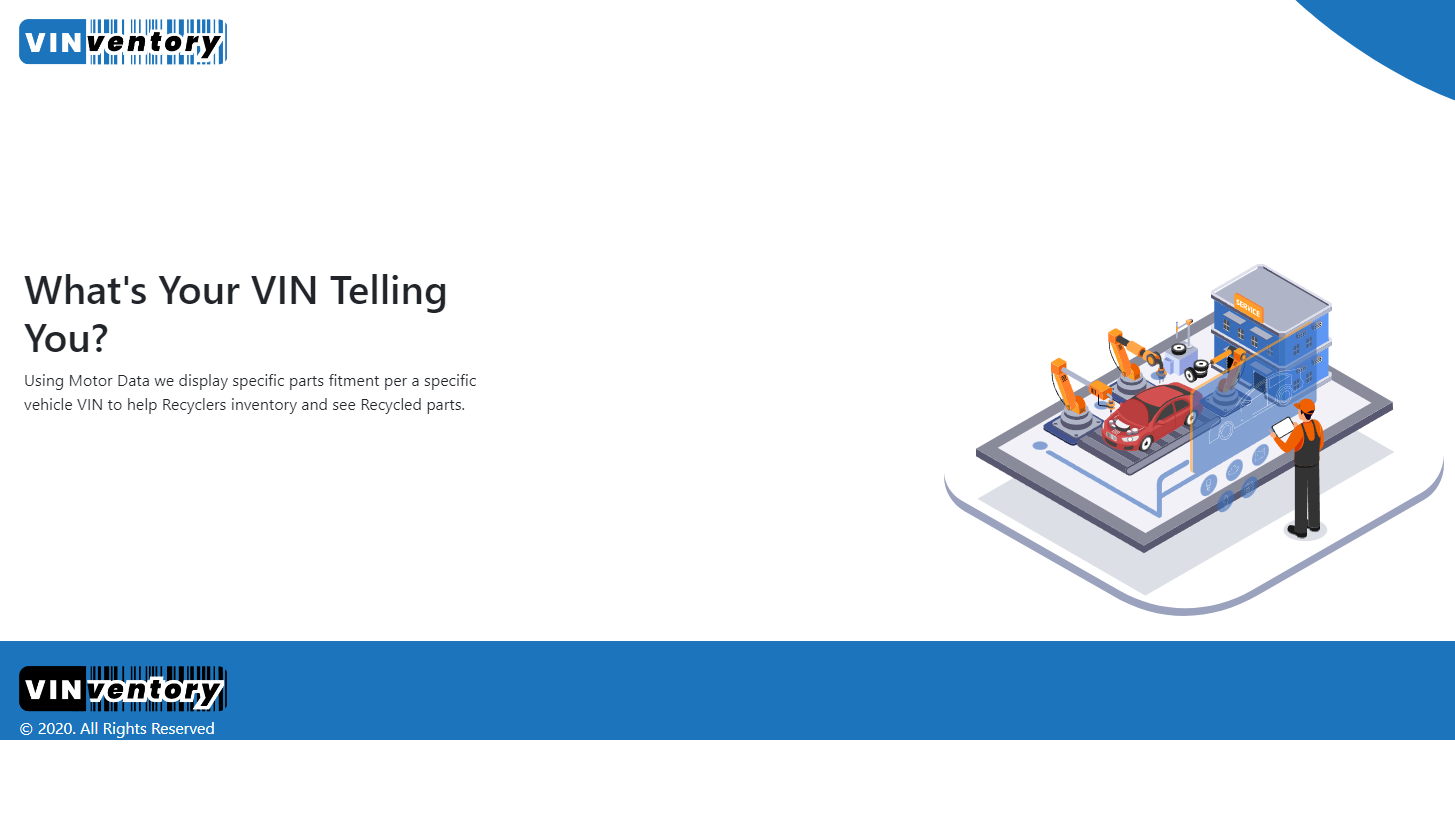 VINventory
What's Your VIN Telling
You?
Using Motor Data we display specific parts fitment per a specific
vehicle VIN to help Recyclers inventory and see Recycled parts.
SERVICE
VINventory
© 2020. All Rights Reserved